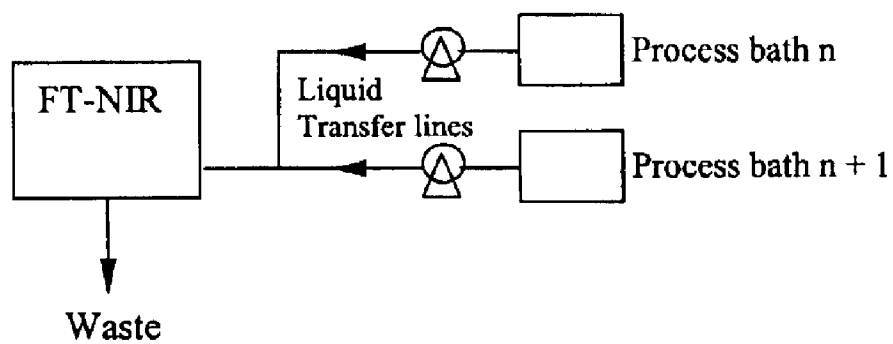 FT-NIR
Process bath n
Liquid
Transfer lines
Process bath n + 1
Waste